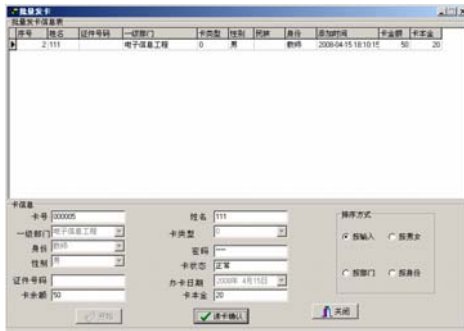 批量发卡
批量发卡信息表
序号 姓名 证件号码 一级部门 卡类型 性别 民族 身份 添加时间 卡金额 卡本金
2 111 电子信息工程 0 男 教师 2008-04-15 18:10:15 50 20
卡信息
卡号 000005 姓名 111
一级部门 电子信息工程 卡类型 0
身份 教师 密码 ****
性别 男 卡状态 正常
证件号码 办卡日期 2008年 4月15日
卡余额 50 卡本金 20
排序方式
按输入 按男女
按部门 按身份
读卡确认 关闭